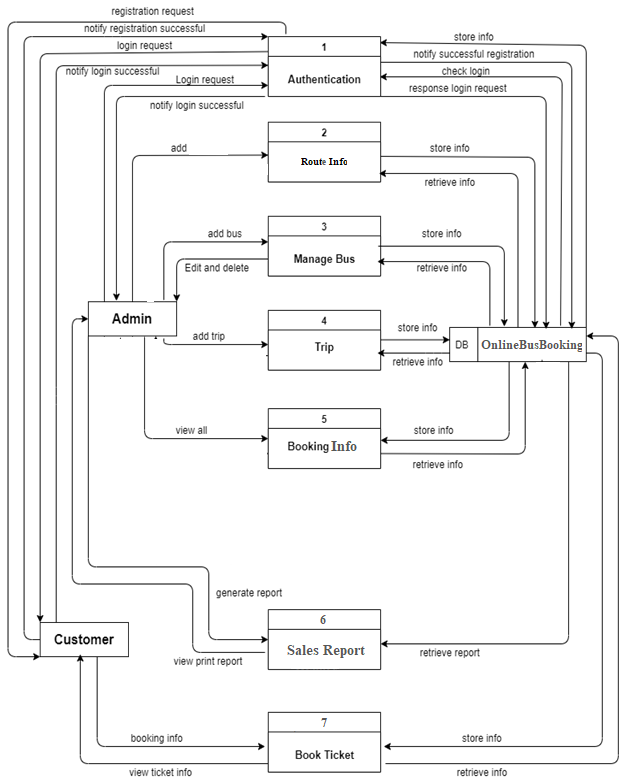 registration request
notify registration successful
login request
notify login successful
Login request
notify login successful
1
Authentication
store info
notify successful registration
check login
response login request
2
Route Info
add
store info
retrieve info
3
Manage Bus
add bus
Edit and delete
store info
retrieve info
Admin
4
Trip
add trip
store info
retrieve info
DB
OnlineBusBooking
5
Booking Info
view all
store info
retrieve info
generate report
6
Sales Report
view print report
retrieve report
Customer
7
Book Ticket
booking info
view ticket info
store info
retrieve info